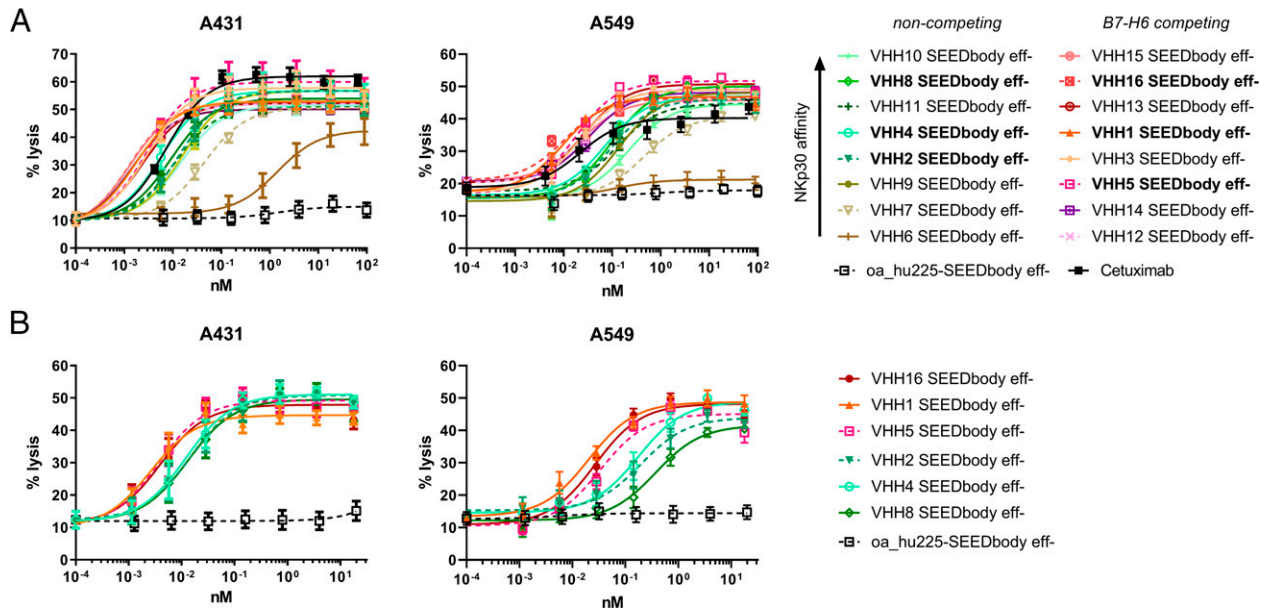 A
A431
A549
non-competing
B7-H6 competing
% lysis
70
60
50
40
30
20
10
0
10-4
10-3
10-2
10-1
100
101
102
nM
% lysis
60
50
40
30
20
10
0
10-4
10-3
10-2
10-1
100
101
102
nM
NKp30 affinity
VHH10 SEEDbody eff-
VHH15 SEEDbody eff-
VHH8 SEEDbody eff-
VHH16 SEEDbody eff-
VHH11 SEEDbody eff-
VHH13 SEEDbody eff-
VHH4 SEEDbody eff-
VHH1 SEEDbody eff-
VHH2 SEEDbody eff-
VHH3 SEEDbody eff-
VHH9 SEEDbody eff-
VHH5 SEEDbody eff-
VHH7 SEEDbody eff-
VHH14 SEEDbody eff-
VHH6 SEEDbody eff-
VHH12 SEEDbody eff-
oa_hu225-SEEDbody eff-
Cetuximab
B
A431
A549
% lysis
60
50
40
30
20
10
0
10-4
10-3
10-2
10-1
100
101
nM
% lysis
60
50
40
30
20
10
0
10-4
10-3
10-2
10-1
100
101
nM
VHH16 SEEDbody eff-
VHH1 SEEDbody eff-
VHH5 SEEDbody eff-
VHH2 SEEDbody eff-
VHH4 SEEDbody eff-
VHH8 SEEDbody eff-
oa_hu225-SEEDbody eff-